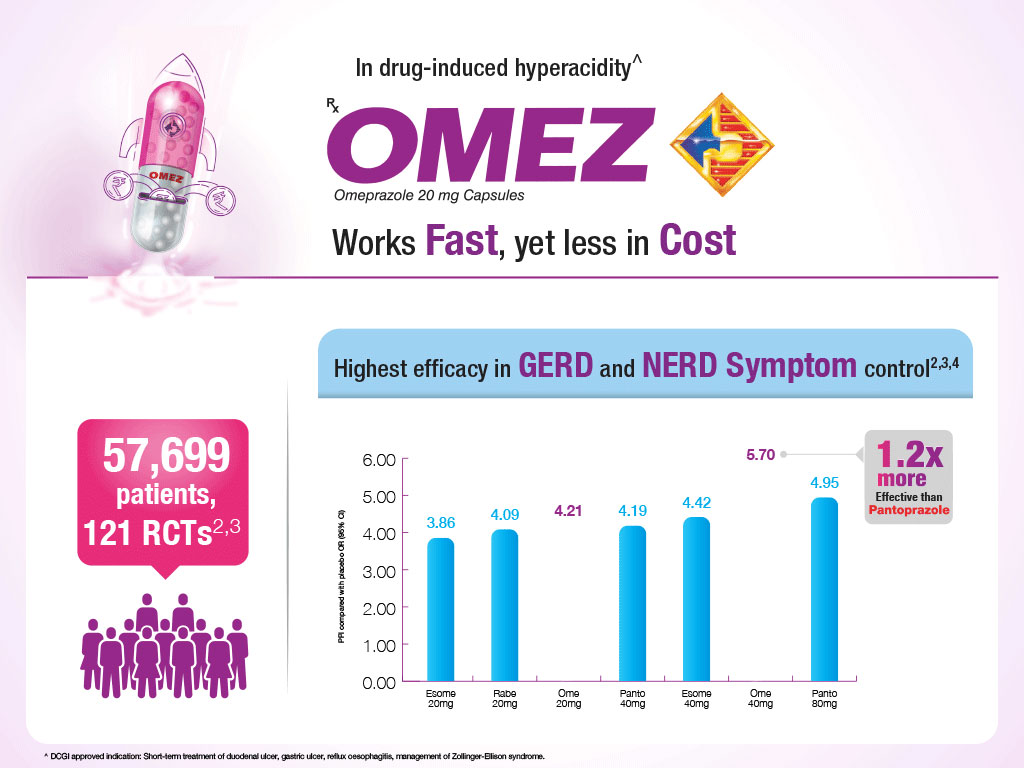 In drug-induced hyperacidity^
Rx
OMEZ
Omeprazole 20 mg Capsules
Works Fast, yet less in Cost
OMEZ
₹
₹
Highest efficacy in GERD and NERD Symptom control2,3,4
57,699
patients,
121 RCTs2,3
PPI compared with placebo OR (95% CI)
6.00
5.00
4.00
3.00
2.00
1.00
0.00
3.86
4.09
4.21
4.19
4.42
5.70
4.95
1.2x
more
Effective than
Pantoprazole
Esome
20mg
Rabe
20mg
Ome
20mg
Panto
40mg
Esome
40mg
Ome
40mg
Panto
80mg
^ DCGI approved indication: Short-term treatment of duodenal ulcer, gastric ulcer, reflux oesophagitis, management of Zollinger-Ellison syndrome.